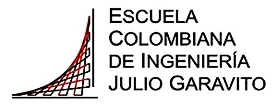 ESCUELA
COLOMBIANA
DE INGENIERÍA
JULIO GARAVITO